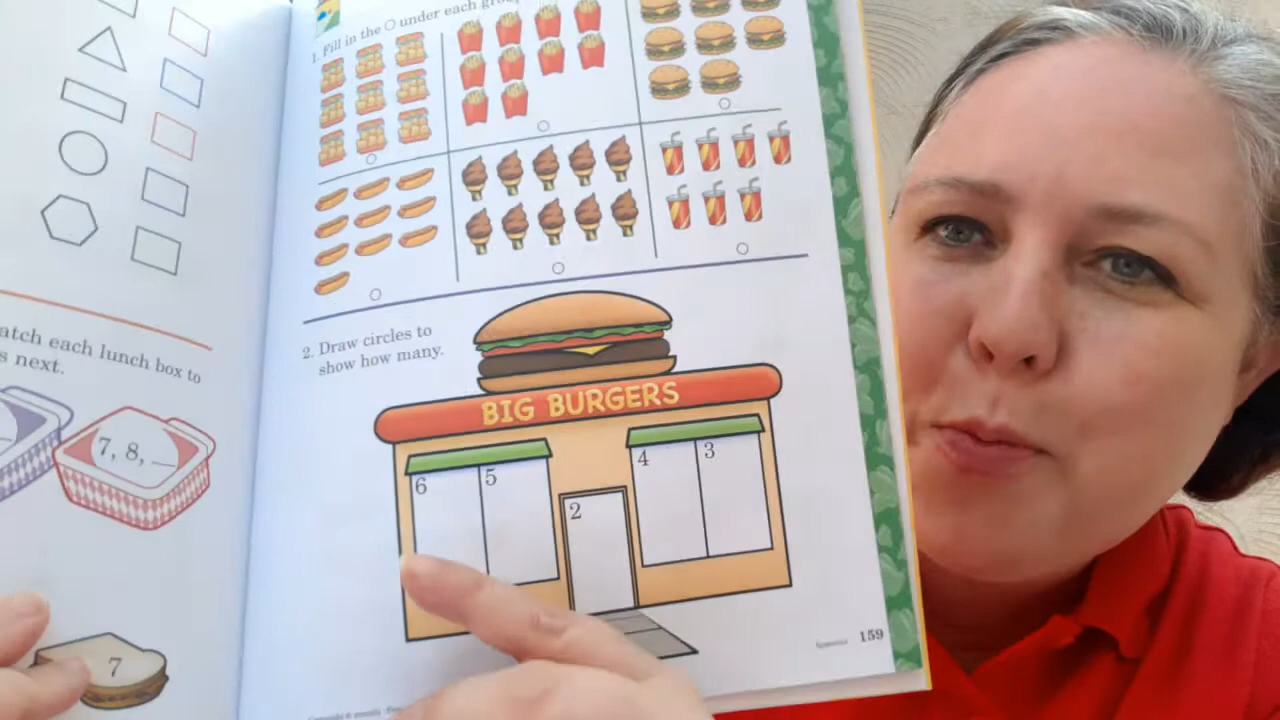 atch each lunch box to
s next.
7, 8, _
7
1. Fill in the ○ under each grou
2. Draw circles to
show how many.
BIG BURGERS
6 5 2 4 3
159